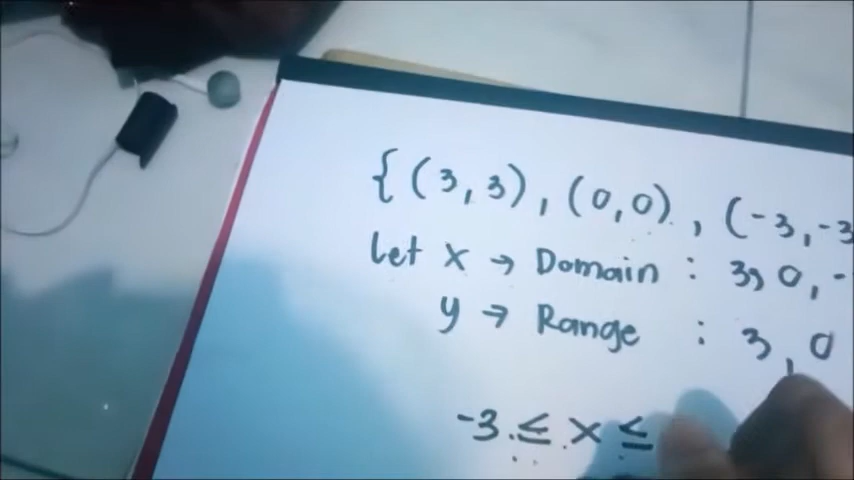 {(3,3), (0,0), (-3,-3
Let x → Domain : 3, 0, -
y → Range : 3, 0
-3 ≤ x ≤